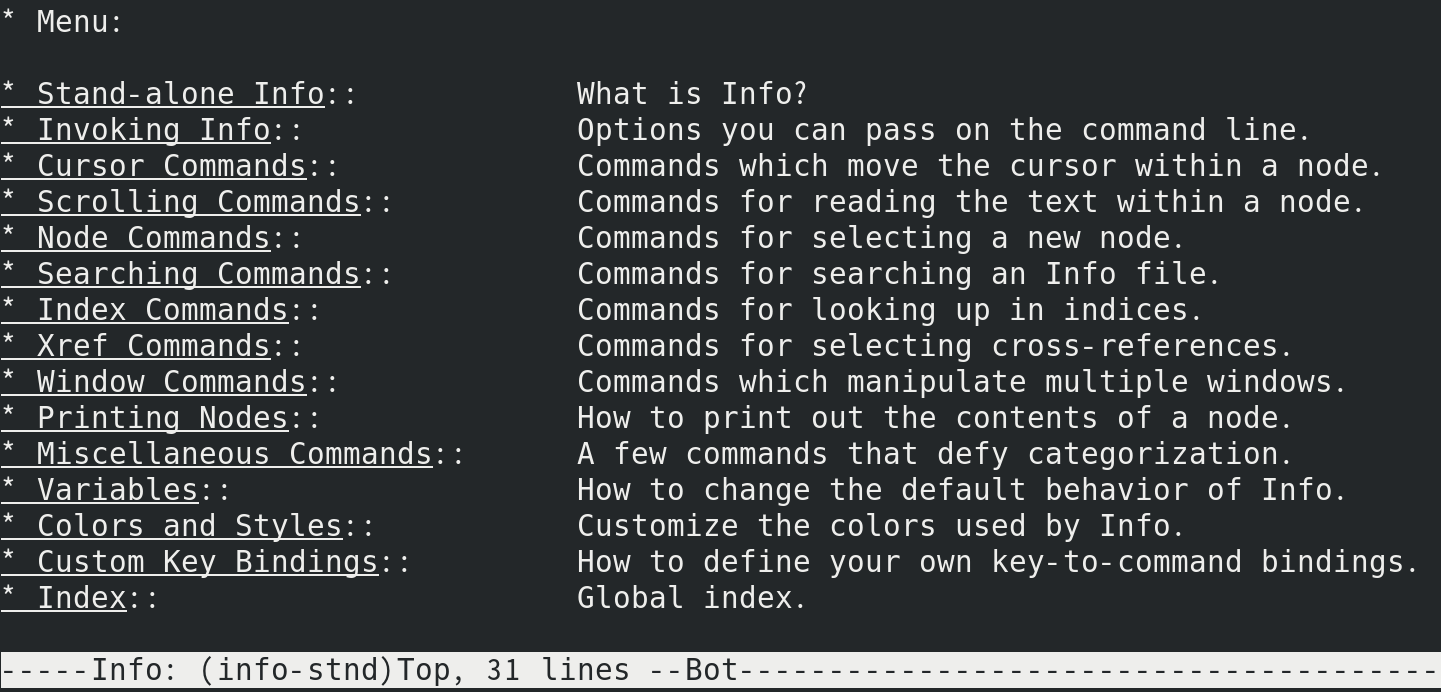 * Menu:

* Stand-alone Info::            What is Info?
* Invoking Info::               Options you can pass on the command line.
* Cursor Commands::             Commands which move the cursor within a node.
* Scrolling Commands::          Commands for reading the text within a node.
* Node Commands::               Commands for selecting a new node.
* Searching Commands::          Commands for searching an Info file.
* Index Commands::              Commands for looking up in indices.
* Xref Commands::               Commands for selecting cross-references.
* Window Commands::             Commands which manipulate multiple windows.
* Printing Nodes::              How to print out the contents of a node.
* Miscellaneous Commands::      A few commands that defy categorization.
* Variables::                   How to change the default behavior of Info.
* Colors and Styles::           Customize the colors used by Info.
* Custom Key Bindings::         How to define your own key-to-command bindings.
* Index::                       Global index.

-----Info: (info-stnd)Top, 31 lines --Bot---------------------------------------